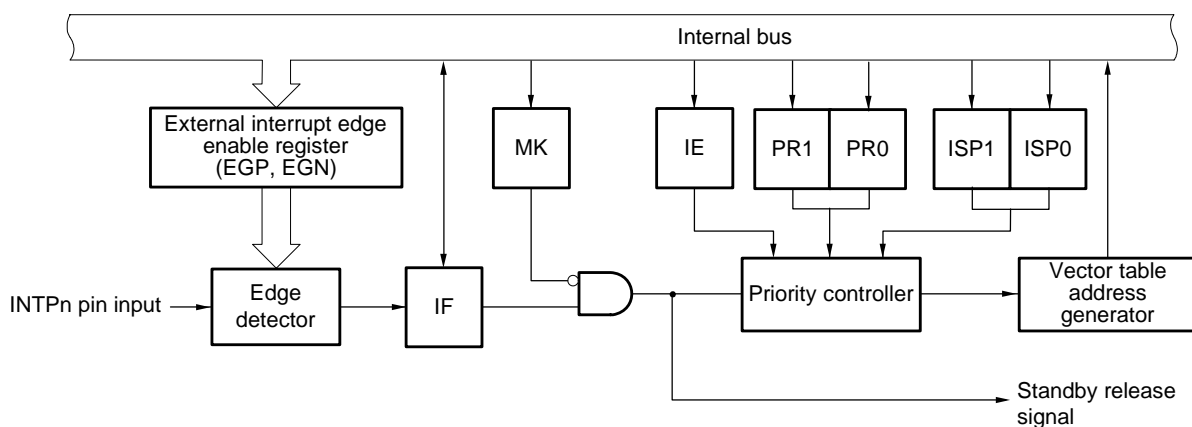 Internal bus
External interrupt edge
enable register
(EGP, EGN)
MK
IE
PR1
PR0
ISP1
ISP0
INTPn pin input
Edge
detector
IF
Priority controller
Vector table
address
generator
Standby release
signal